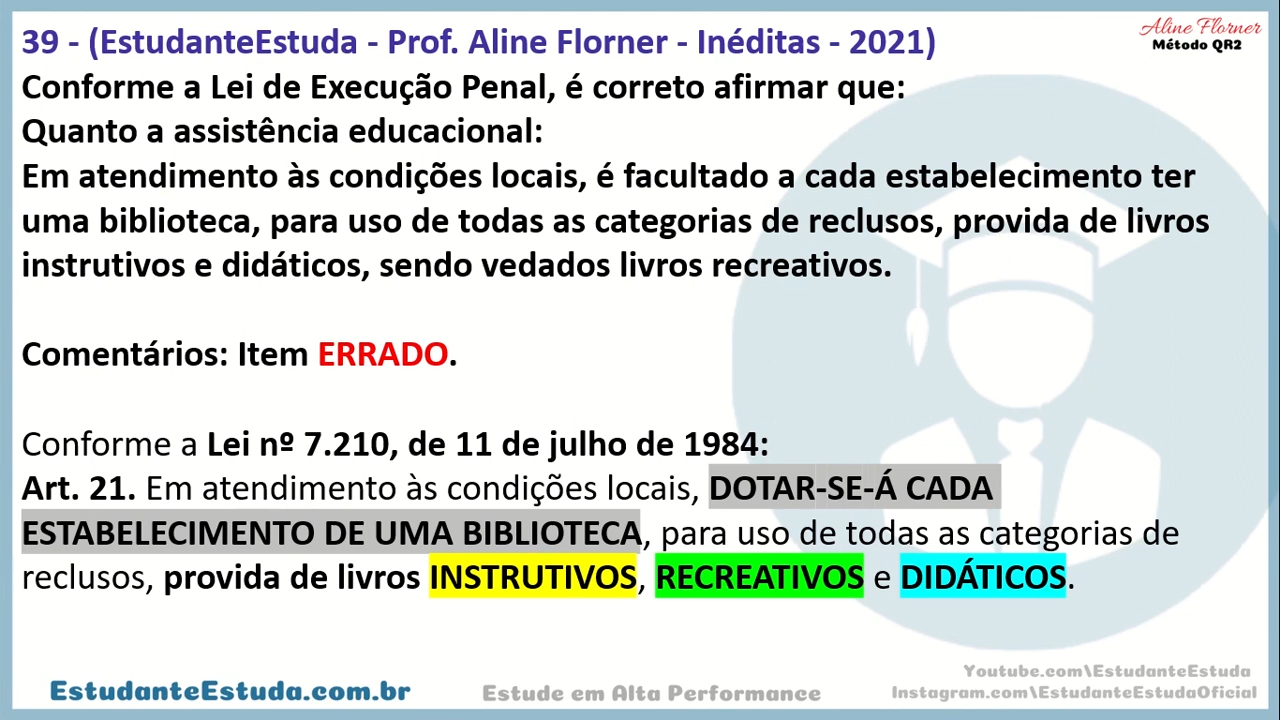 39 - (EstudanteEstuda - Prof. Aline Florner - Inéditas - 2021)
Aline Florner
Método QR2
Conforme a Lei de Execução Penal, é correto afirmar que:
Quanto a assistência educacional:
Em atendimento às condições locais, é facultado a cada estabelecimento ter
uma biblioteca, para uso de todas as categorias de reclusos, provida de livros
instrutivos e didáticos, sendo vedados livros recreativos.
Comentários: Item ERRADO.
Conforme a Lei nº 7.210, de 11 de julho de 1984:
Art. 21. Em atendimento às condições locais, DOTAR-SE-Á CADA
ESTABELECIMENTO DE UMA BIBLIOTECA, para uso de todas as categorias de
reclusos, provida de livros INSTRUTIVOS, RECREATIVOS e DIDÁTICOS.
EstudanteEstuda.com.br
Estude em Alta Performance
Youtube.com\EstudanteEstuda
Instagram.com\EstudanteEstudaOficial